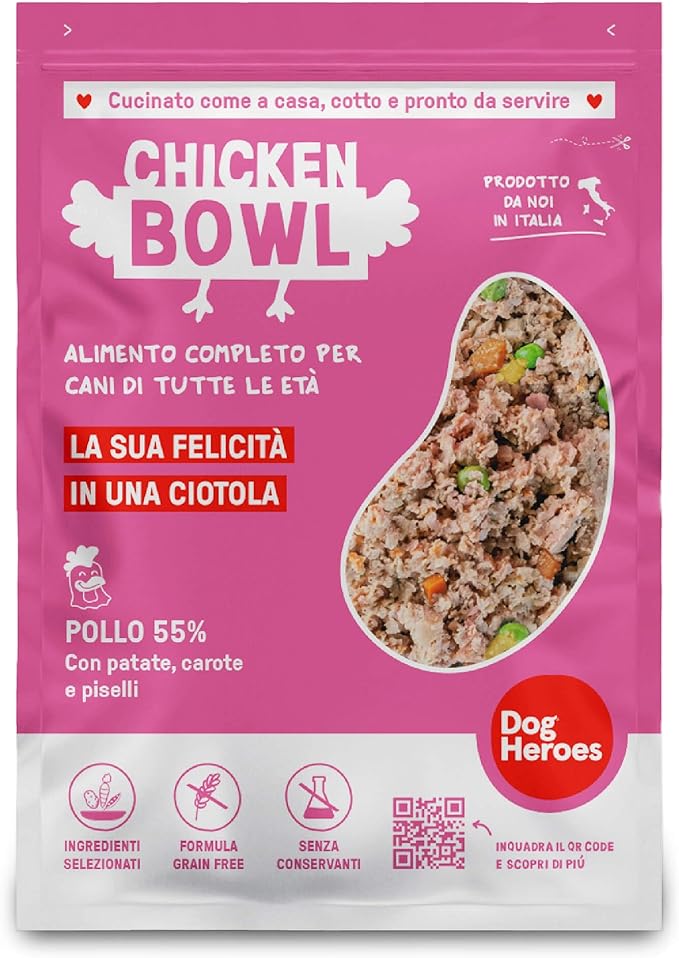 Cucinato come a casa, cotto e pronto da servire
CHICKEN
BOWL
PRODOTTO
DA NOI
IN ITALIA
ALIMENTO COMPLETO PER
CANI DI TUTTE LE ETÀ
LA SUA FELICITÀ
IN UNA CIOTOLA
POLLO 55%
Con patate, carote
e piselli
Dog
Heroes
INGREDIENTI
SELEZIONATI
FORMULA
GRAIN FREE
SENZA
CONSERVANTI
INQUADRA IL QR CODE
E SCOPRI DI PIÚ